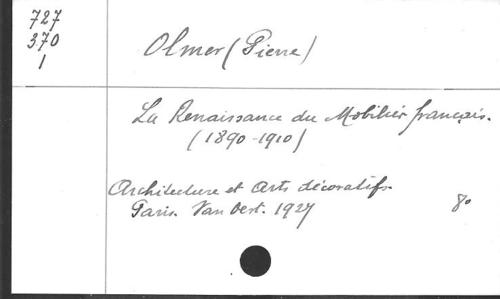 727
370
1
Olmer (Pierre)
La Renaissance du Mobilier français.
(1890-1910)
Architecture et Arts décoratifs.
Paris. Van Oest. 1927
8°